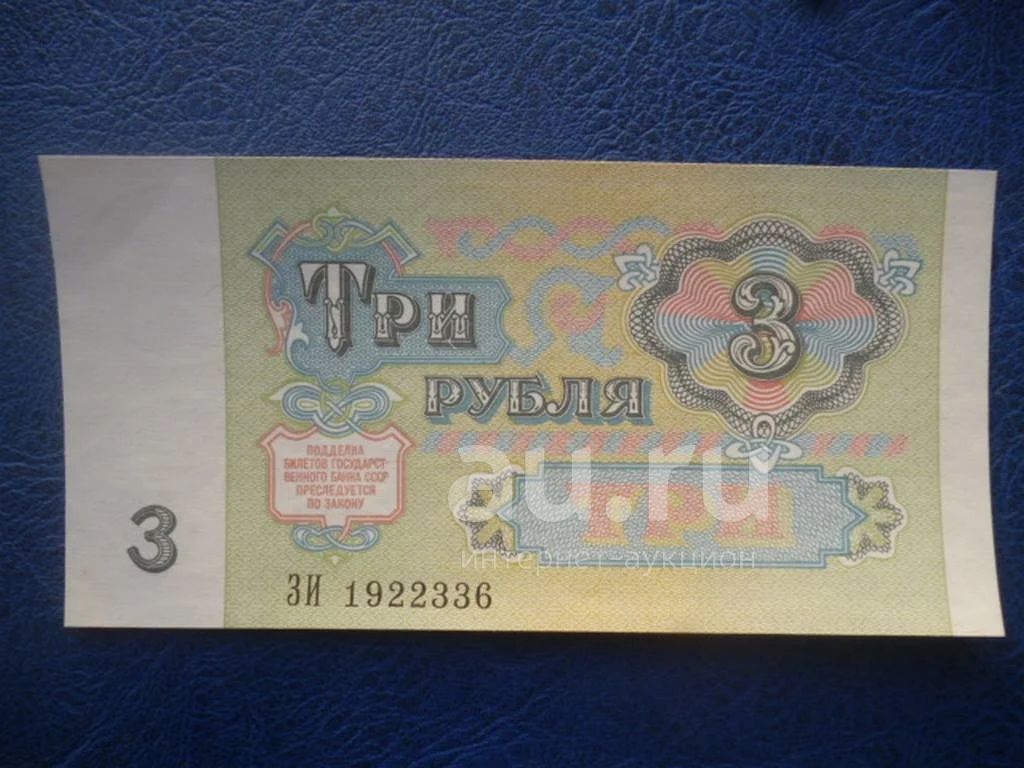 ТРИ
РУБЛЯ
3
ПОДДЕЛКА
БИЛЕТОВ ГОСУДАРСТ-
ВЕННОГО БАНКА СССР
ПРЕСЛЕДУЕТСЯ
ПО ЗАКОНУ
ТРИ
au.ru
интернет-аукцион
3
ЗИ 1922336